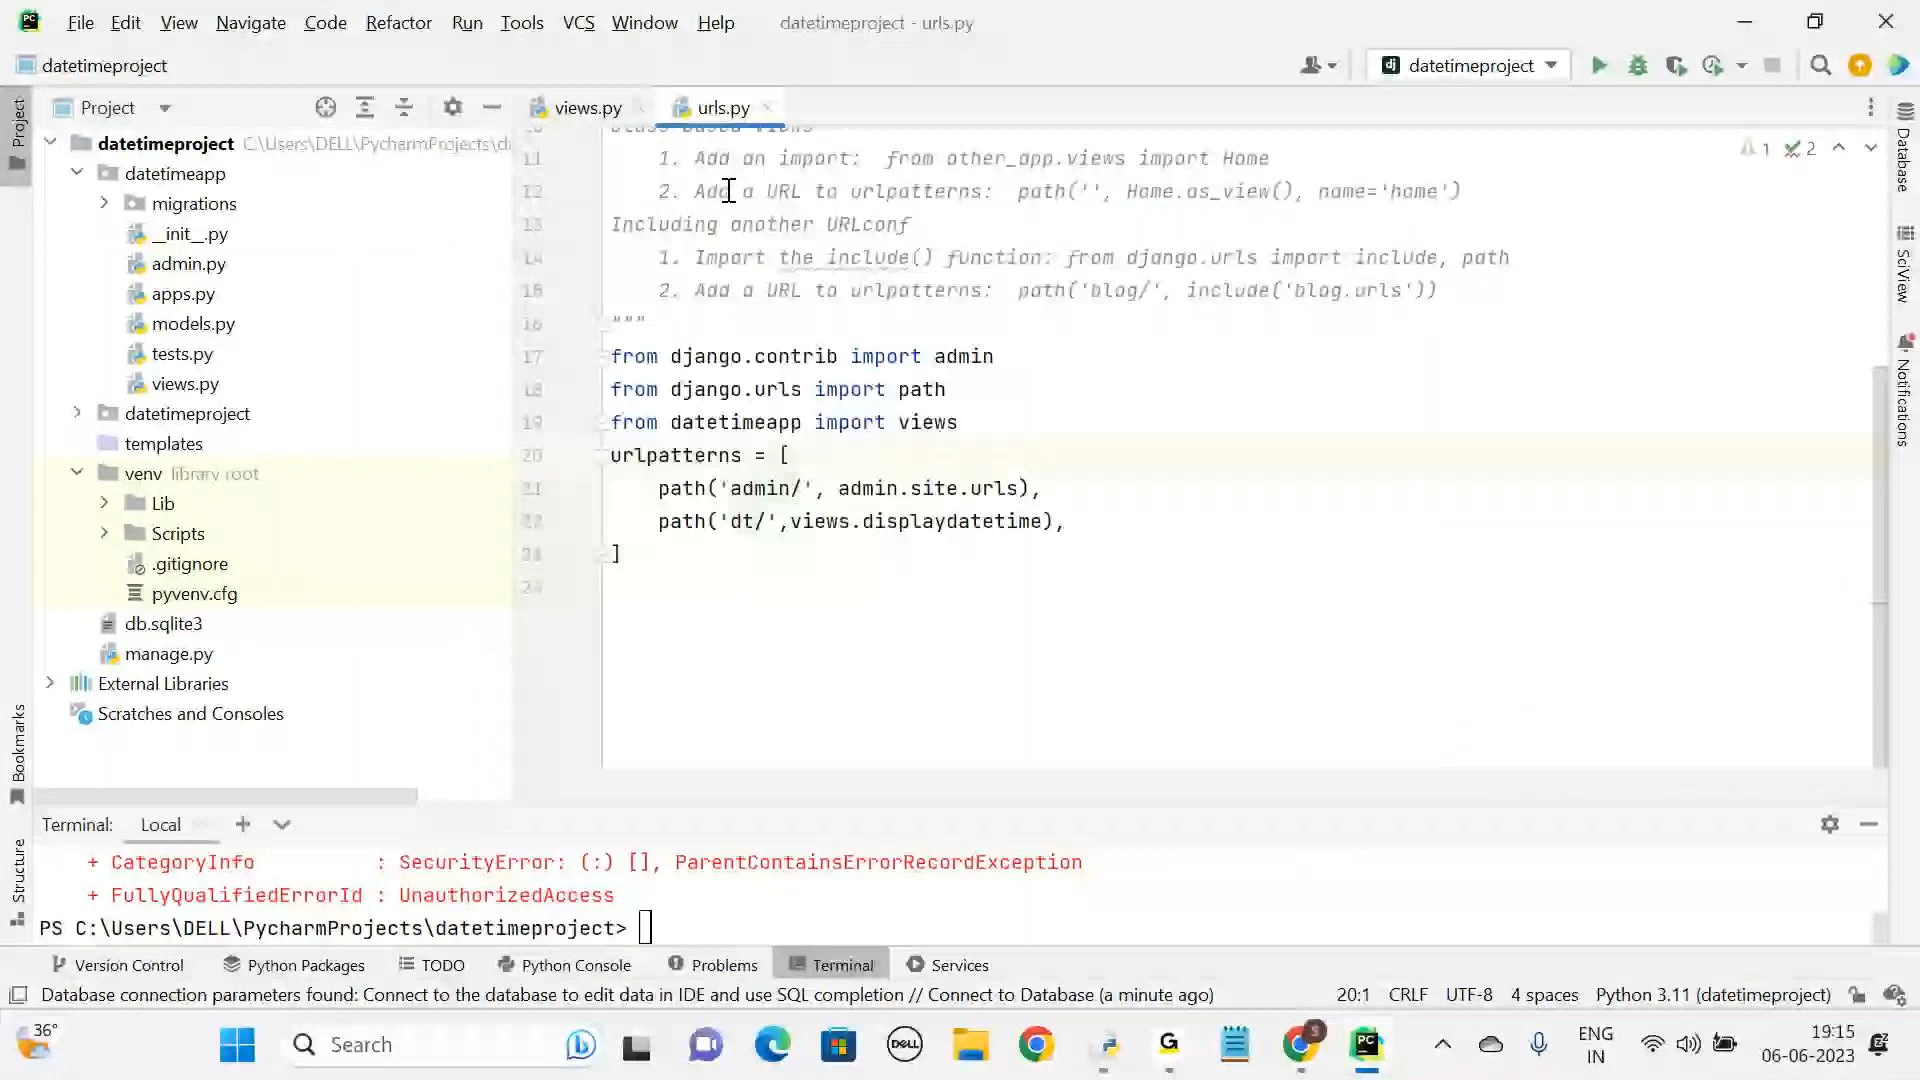 File Edit View Navigate Code Refactor Run Tools VCS Window Help datetimeproject - urls.py
datetimeproject
dj datetimeproject
Project
views.py
urls.py
datetimeproject C:\Users\DELL\PycharmProjects\d
datetimeapp
migrations
__init__.py
admin.py
apps.py
models.py
tests.py
views.py
datetimeproject
templates
venv library root
Lib
Scripts
.gitignore
pyvenv.cfg
db.sqlite3
manage.py
External Libraries
Scratches and Consoles
Project
Bookmarks
Structure
Class-based views
11 1. Add an import: from other_app.views import Home
12 2. Add a URL to urlpatterns: path('', Home.as_view(), name='home')
13 Including another URLconf
14 1. Import the include() function: from django.urls import include, path
15 2. Add a URL to urlpatterns: path('blog/', include('blog.urls'))
16 """
17 from django.contrib import admin
18 from django.urls import path
19 from datetimeapp import views
20 urlpatterns = [
21 path('admin/', admin.site.urls),
22 path('dt/',views.displaydatetime),
23 ]
24
1 2
Database
SciView
Notifications
Terminal: Local
+ CategoryInfo : SecurityError: (:) [], ParentContainsErrorRecordException
+ FullyQualifiedErrorId : UnauthorizedAccess
PS C:\Users\DELL\PycharmProjects\datetimeproject>
Version Control Python Packages TODO Python Console Problems Terminal Services
Database connection parameters found: Connect to the database to edit data in IDE and use SQL completion // Connect to Database (a minute ago) 20:1 CRLF UTF-8 4 spaces Python 3.11 (datetimeproject)
36°
Search
DELL
G
S
PC
ENG
IN
19:15
06-06-2023